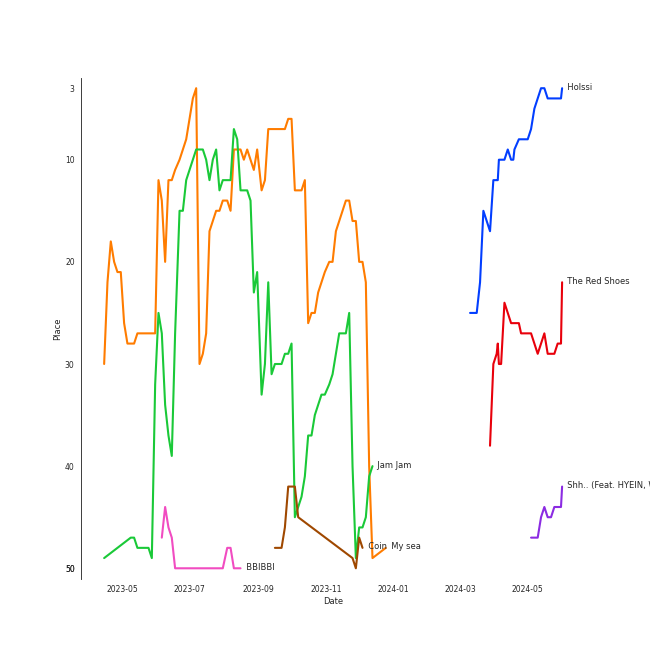 3
Holssi
10
20
The Red Shoes
Place
30
40
Jam Jam
Shh.. (Feat. HYEIN,
Coin
My sea
50
BBIBBI
2023-05
2023-07
2023-09
2023-11
2024-01
2024-03
2024-05
Date